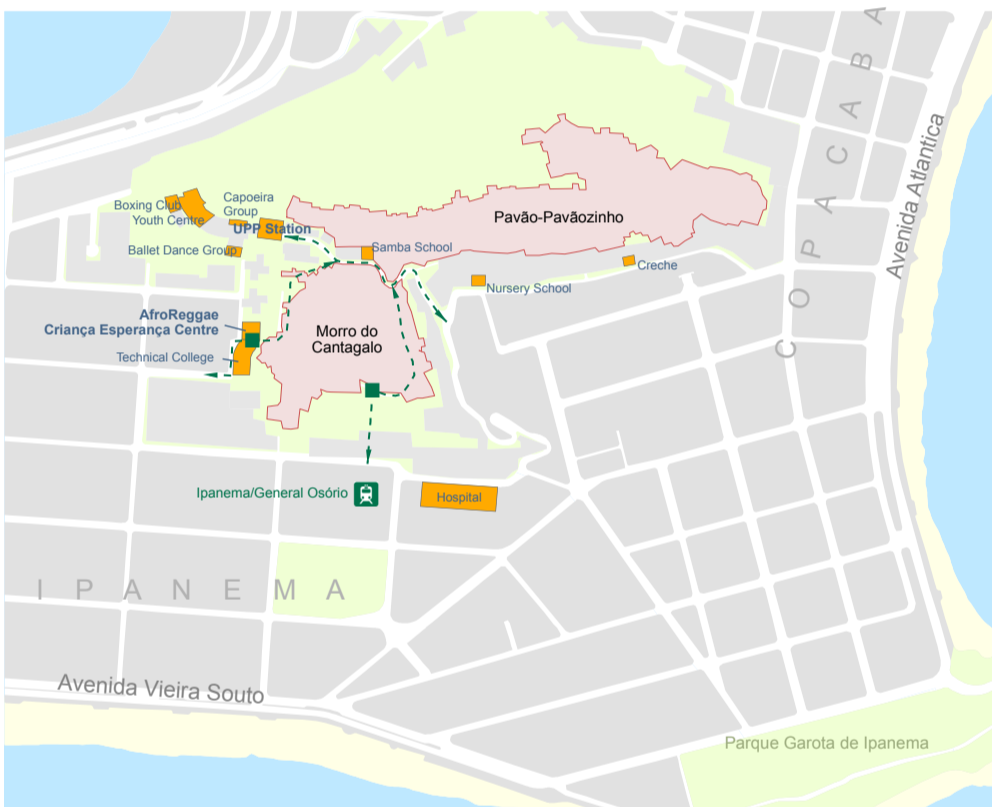 COPACABA
Avenida Atlantica
Pavão-Pavãozinho
Boxing Club
Youth Centre
Capoeira
Group
UPP Station
Ballet Dance Group
Samba School
Creche
Nursery School
AfroReggae
Criança Esperança Centre
Technical College
Morro do
Cantagalo
Ipanema/General Osório
Hospital
IPANEMA
Avenida Vieira Souto
Parque Garota de Ipanema